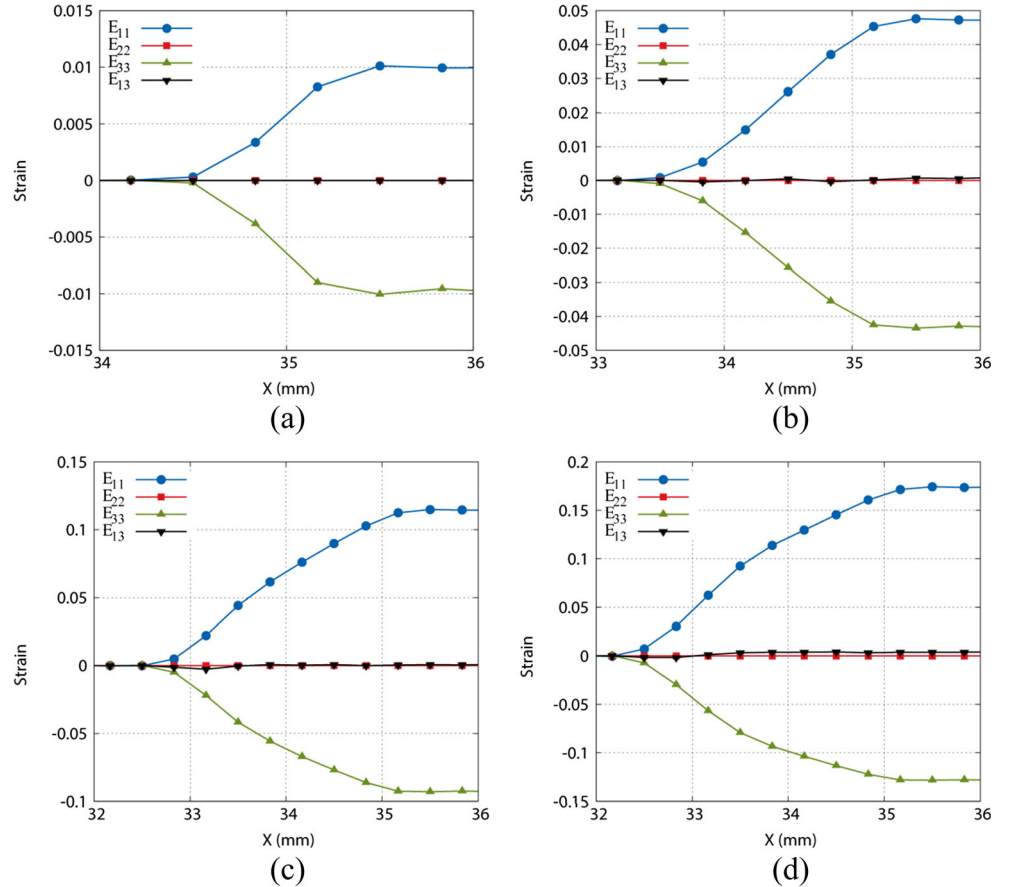 0.015
0.01
0.005
0
-0.005
-0.01
-0.015
Strain
E11
E22
E33
E13
34
35
36
X (mm)
(a)
0.05
0.04
0.03
0.02
0.01
0
-0.01
-0.02
-0.03
-0.04
-0.05
Strain
E11
E22
E33
E13
33
34
35
36
X (mm)
(b)
0.15
0.1
0.05
0
-0.05
-0.1
Strain
E11
E22
E33
E13
32
33
34
35
36
X (mm)
(c)
0.2
0.15
0.1
0.05
0
-0.05
-0.1
-0.15
Strain
E11
E22
E33
E13
32
33
34
35
36
X (mm)
(d)